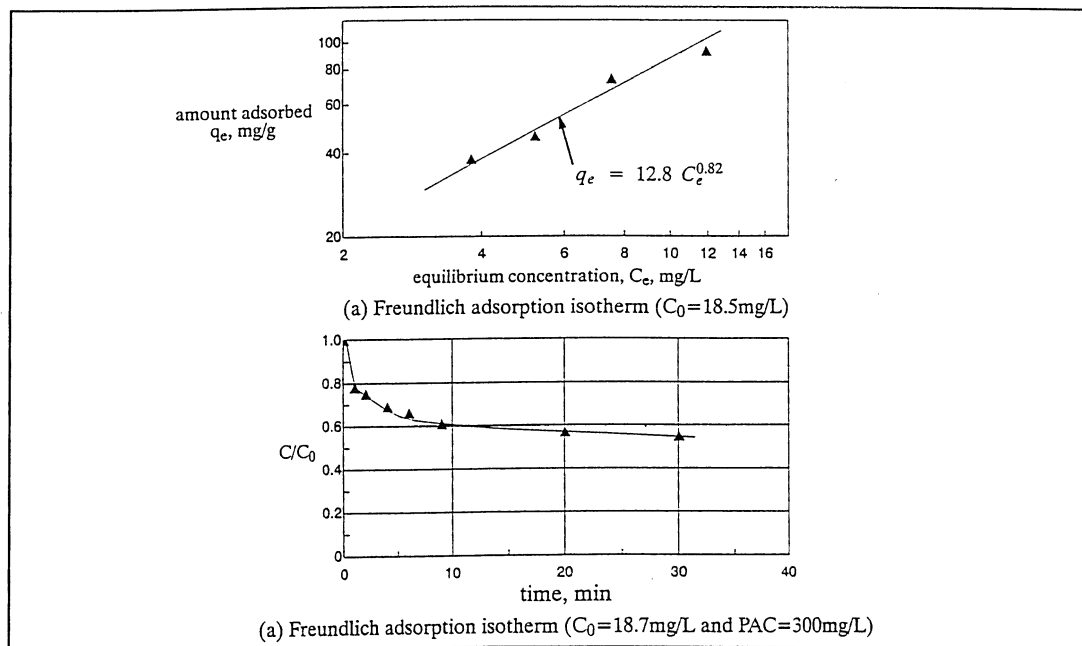 100
80
60
40
20
amount adsorbed
qₑ, mg/g
qₑ = 12.8 Cₑ^0.82
2 4 6 8 10 12 14 16
equilibrium concentration, Cₑ, mg/L
(a) Freundlich adsorption isotherm (C₀=18.5mg/L)
1.0
0.8
0.6
0.4
0.2
0
C/C₀
0 10 20 30 40
time, min
(a) Freundlich adsorption isotherm (C₀=18.7mg/L and PAC=300mg/L)